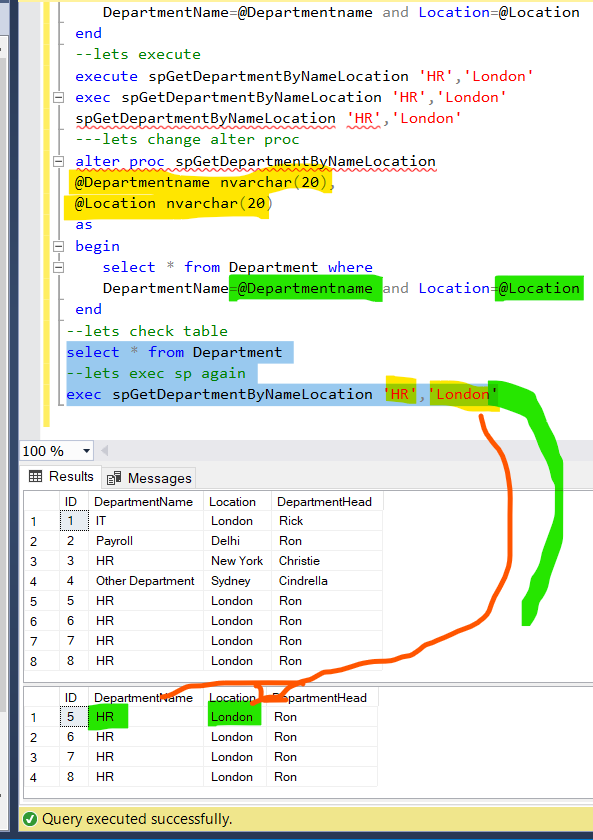 DepartmentName=@Departmentname and Location=@Location
end
--lets execute
execute spGetDepartmentByNameLocation 'HR','London'
exec spGetDepartmentByNameLocation 'HR','London'
spGetDepartmentByNameLocation 'HR','London'
---lets change alter proc
alter proc spGetDepartmentByNameLocation
@Departmentname nvarchar(20),
@Location nvarchar(20)
as
begin
select * from Department where
DepartmentName=@Departmentname and Location=@Location
end
--lets check table
select * from Department
--lets exec sp again
exec spGetDepartmentByNameLocation 'HR','London'
100 %
Results Messages
ID DepartmentName Location DepartmentHead
1 1 IT London Rick
2 2 Payroll Delhi Ron
3 3 HR New York Christie
4 4 Other Department Sydney Cindrella
5 5 HR London Ron
6 6 HR London Ron
7 7 HR London Ron
8 8 HR London Ron
ID DepartmentName Location DepartmentHead
1 5 HR London Ron
2 6 HR London Ron
3 7 HR London Ron
4 8 HR London Ron
Query executed successfully.